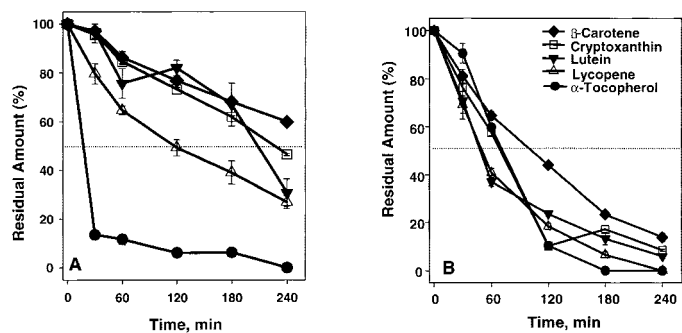 Residual Amount (%)
100
80
60
40
20
0
A
0 60 120 180 240
Time, min
Residual Amount (%)
100
80
60
40
20
0
β-Carotene
Cryptoxanthin
Lutein
Lycopene
α-Tocopherol
B
0 60 120 180 240
Time, min